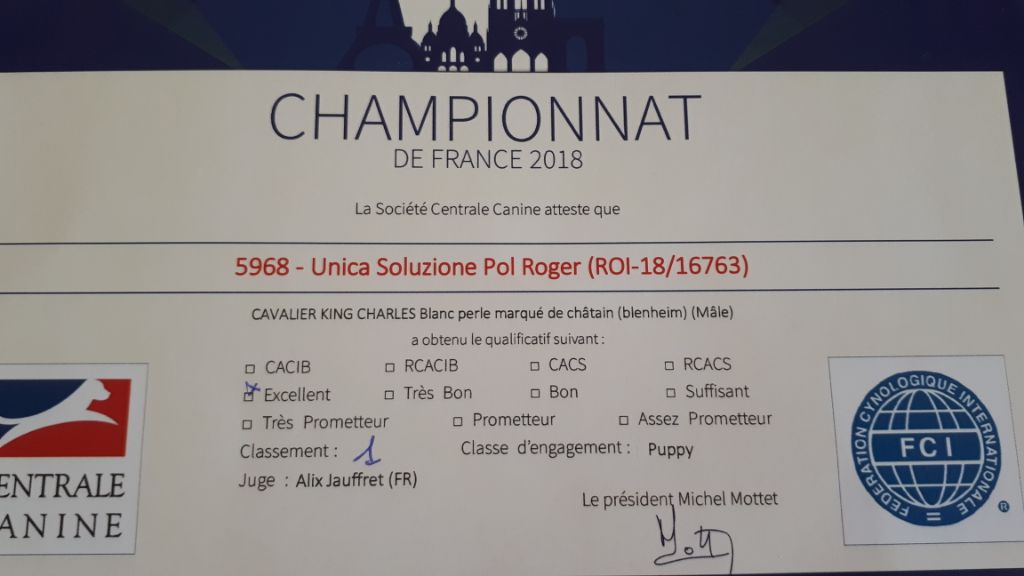 CHAMPIONNAT
DE FRANCE 2018
La Société Centrale Canine atteste que
5968 - Unica Soluzione Pol Roger (ROI-18/16763)
CAVALIER KING CHARLES Blanc perle marqué de châtain (blenheim) (Mâle)
a obtenu le qualificatif suivant :
CACIB RCACIB CACS RCACS
Excellent Très Bon Bon Suffisant
Très Prometteur Prometteur Assez Prometteur
Classement : 1 Classe d'engagement : Puppy
Juge : Alix Jauffret (FR)
Le président Michel Mottet
ENTRALE
ANINE
FEDERATION CYNOLOGIQUE INTERNATIONALE
FCI
®